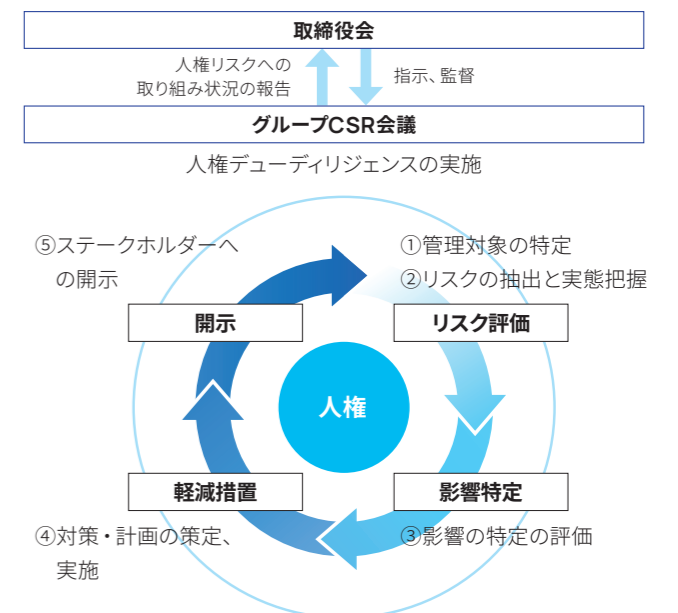 取締役会
人権リスクへの
取り組み状況の報告
指示、監督
グループCSR会議
人権デューディリジェンスの実施
⑤ステークホルダーへ
の開示
①管理対象の特定
②リスクの抽出と実態把握
開示
リスク評価
人権
軽減措置
影響特定
④対策・計画の策定、
実施
③影響の特定の評価